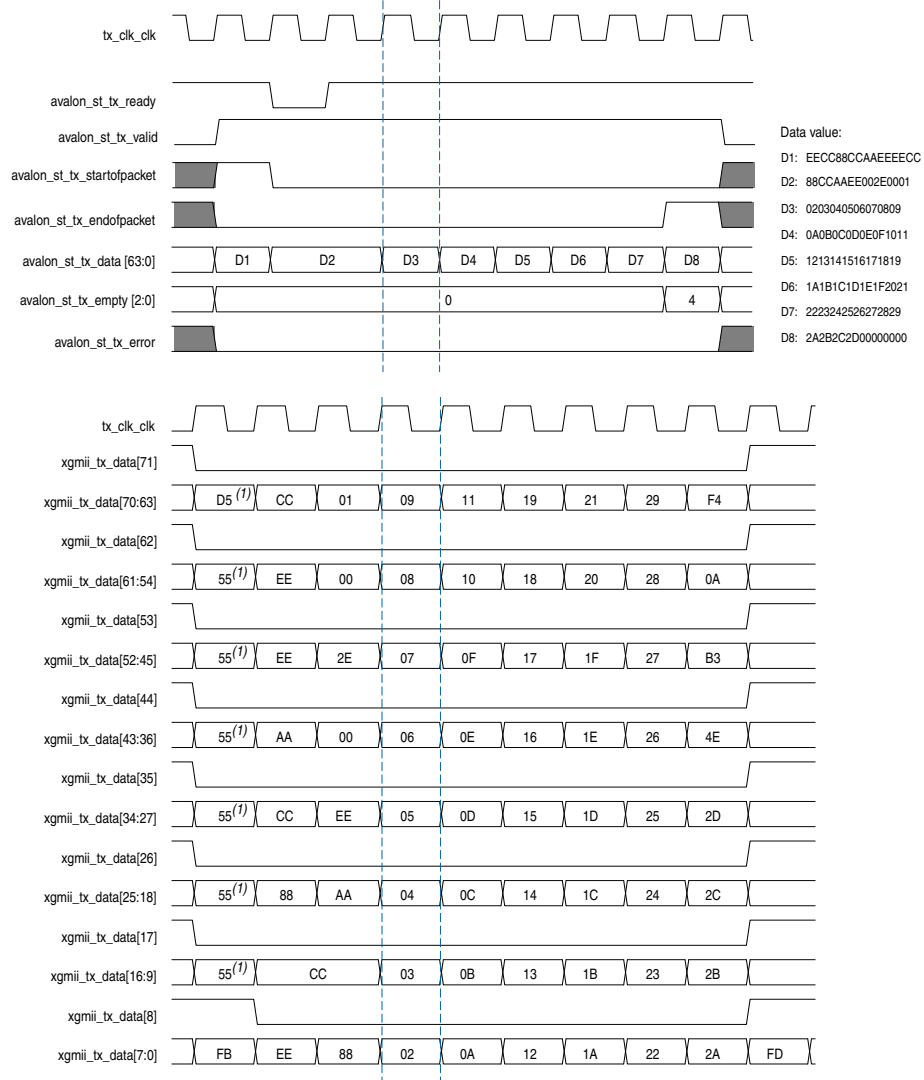 tx_clk_clk
avalon_st_tx_ready
avalon_st_tx_valid
avalon_st_tx_startofpacket
avalon_st_tx_endofpacket
avalon_st_tx_data [63:0] D1 D2 D3 D4 D5 D6 D7 D8
avalon_st_tx_empty [2:0] 0 4
avalon_st_tx_error
Data value:
D1: EECC88CCAAEEEECC
D2: 88CCAAEE002E0001
D3: 0203040506070809
D4: 0A0B0C0D0E0F1011
D5: 1213141516171819
D6: 1A1B1C1D1E1F2021
D7: 2223242526272829
D8: 2A2B2C2D00000000
tx_clk_clk
xgmii_tx_data[71]
xgmii_tx_data[70:63] D5 (1) CC 01 09 11 19 21 29 F4
xgmii_tx_data[62]
xgmii_tx_data[61:54] 55(1) EE 00 08 10 18 20 28 0A
xgmii_tx_data[53]
xgmii_tx_data[52:45] 55(1) EE 2E 07 0F 17 1F 27 B3
xgmii_tx_data[44]
xgmii_tx_data[43:36] 55(1) AA 00 06 0E 16 1E 26 4E
xgmii_tx_data[35]
xgmii_tx_data[34:27] 55(1) CC EE 05 0D 15 1D 25 2D
xgmii_tx_data[26]
xgmii_tx_data[25:18] 55(1) 88 AA 04 0C 14 1C 24 2C
xgmii_tx_data[17]
xgmii_tx_data[16:9] 55(1) CC 03 0B 13 1B 23 2B
xgmii_tx_data[8]
xgmii_tx_data[7:0] FB EE 88 02 0A 12 1A 22 2A FD